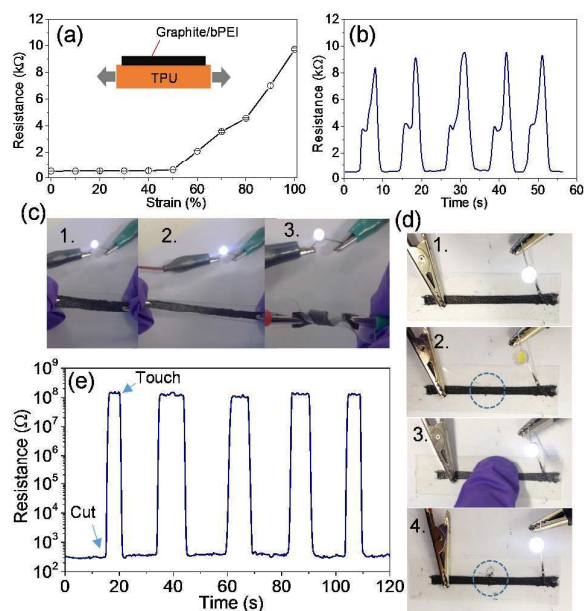 (a)
Graphite/bPEI
TPU
Resistance (kΩ)
12
10
8
6
4
2
0
0 20 40 60 80 100
Strain (%)
(b)
Resistance (kΩ)
12
10
8
6
4
2
0
0 10 20 30 40 50 60
Time (s)
(c)
1. 2. 3.
(d)
1.
2.
3.
4.
(e)
Resistance (Ω)
10⁹
10⁸
10⁷
10⁶
10⁵
10⁴
10³
10²
Touch
Cut
0 20 40 60 80 100 120
Time (s)